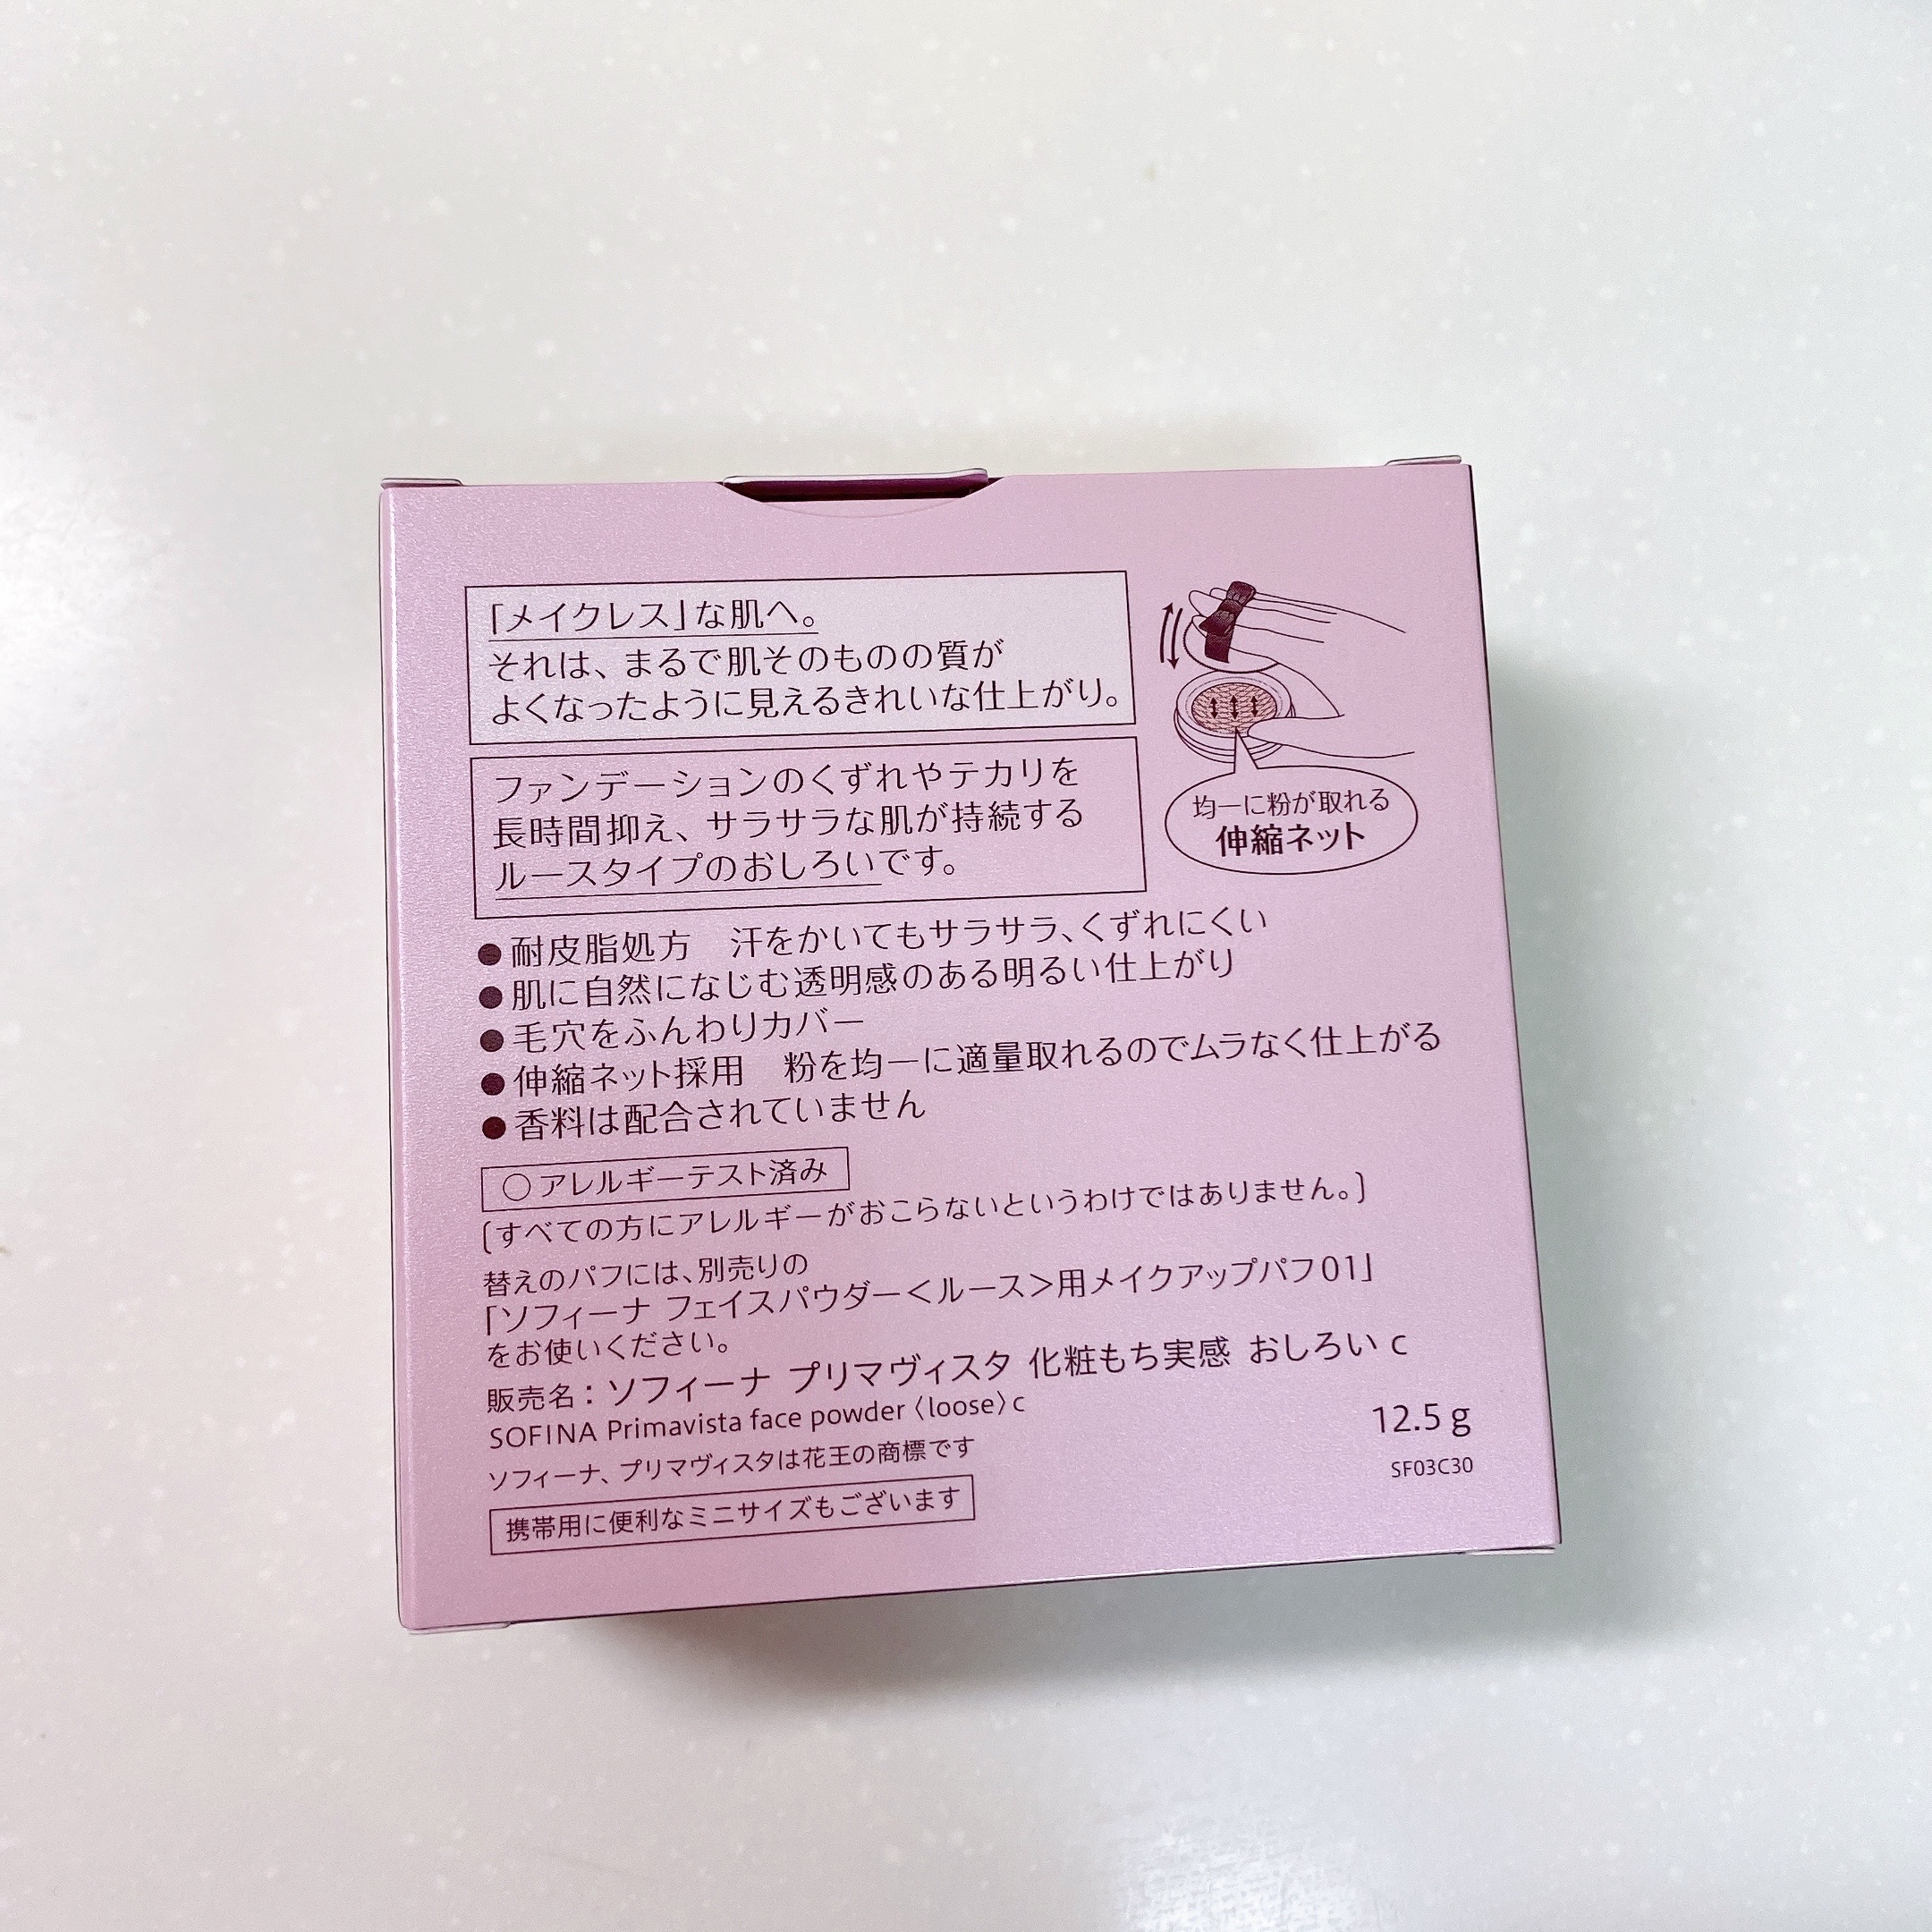 「メイクレス」な肌へ。
それは、まるで肌そのものの質が
よくなったように見えるきれいな仕上がり。
ファンデーションのくずれやテカリを
長時間抑え、サラサラな肌が持続する
ルースタイプのおしろいです。
均一に粉が取れる
伸縮ネット
●耐皮脂処方　汗をかいてもサラサラ、くずれにくい
●肌に自然になじむ透明感のある明るい仕上がり
●毛穴をふんわりカバー
●伸縮ネット採用　粉を均一に適量取れるのでムラなく仕上がる
●香料は配合されていません
○アレルギーテスト済み
〔すべての方にアレルギーがおこらないというわけではありません。〕
替えのパフには、別売りの
「ソフィーナ フェイスパウダー＜ルース＞用メイクアップパフ01」
をお使いください。
販売名：ソフィーナ プリマヴィスタ 化粧もち実感 おしろい c
SOFINA Primavista face powder〈loose〉c
12.5 g
ソフィーナ、プリマヴィスタは花王の商標です
SF03C30
携帯用に便利なミニサイズもございます